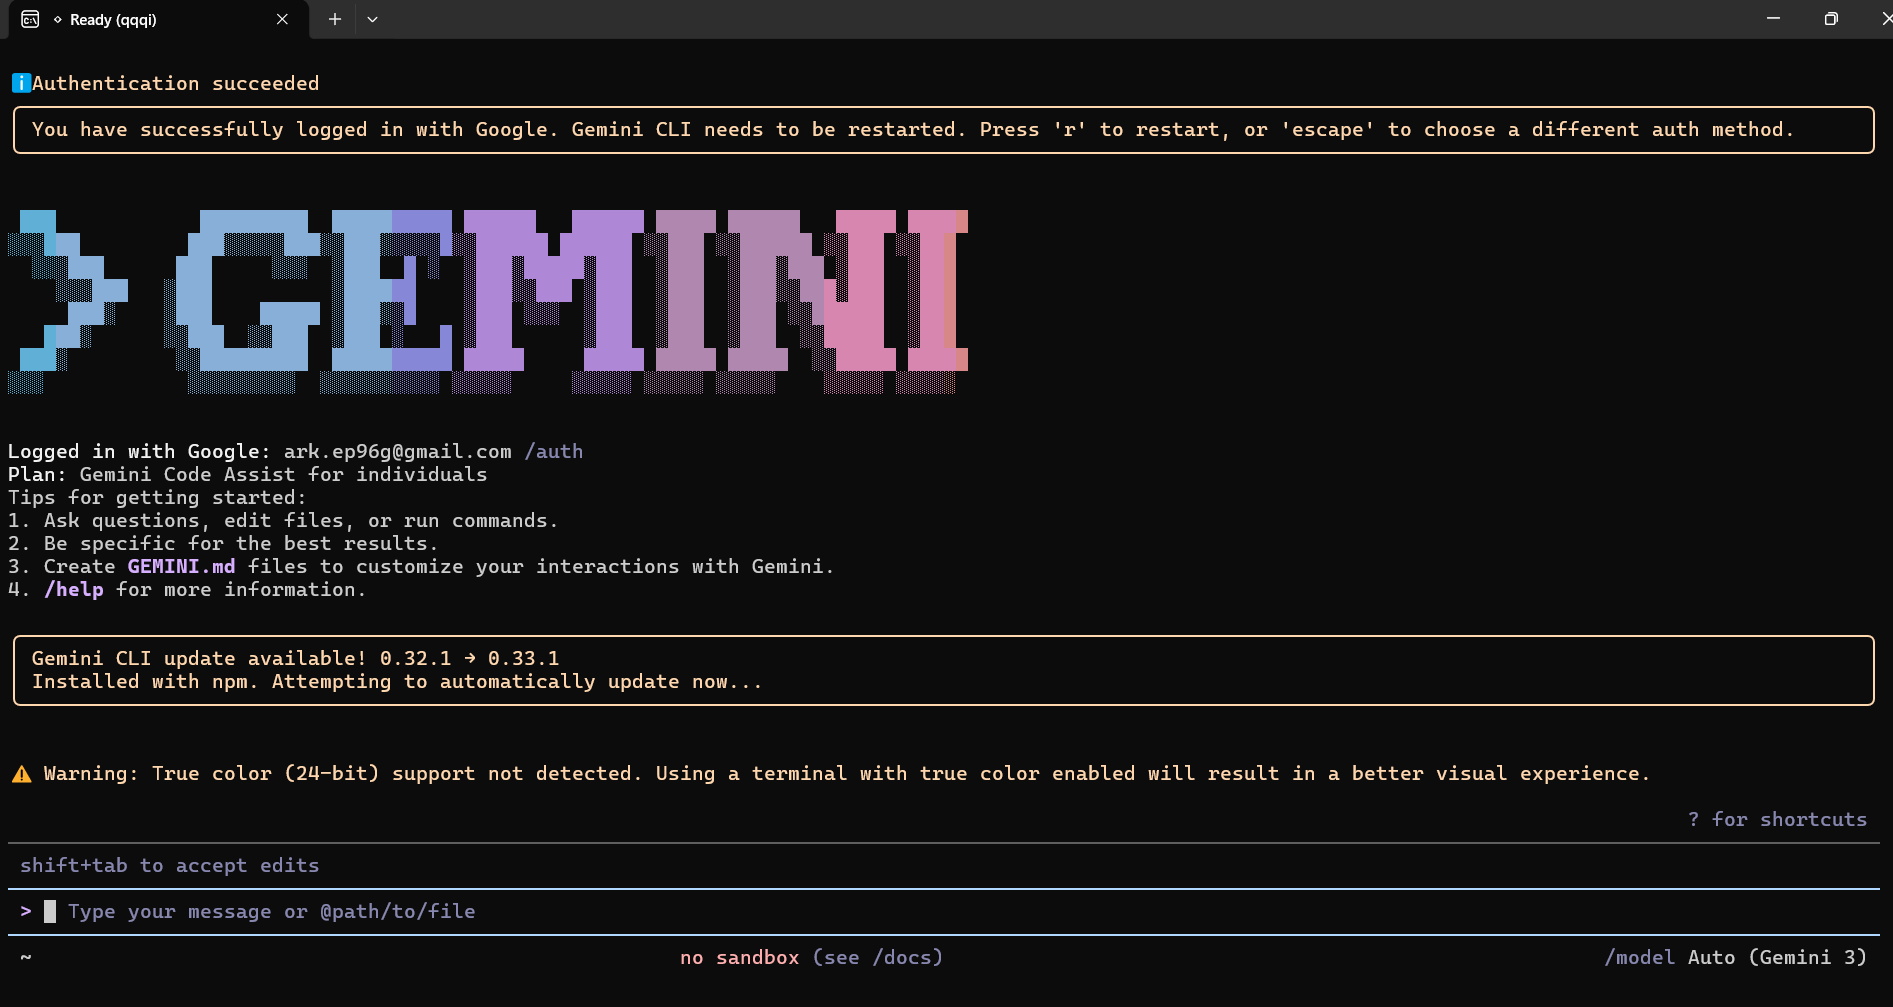 Ready (qqqi)
Authentication succeeded
You have successfully logged in with Google. Gemini CLI needs to be restarted. Press 'r' to restart, or 'escape' to choose a different auth method.
> GEMINI
Logged in with Google: ark.ep96g@gmail.com /auth
Plan: Gemini Code Assist for individuals
Tips for getting started:
1. Ask questions, edit files, or run commands.
2. Be specific for the best results.
3. Create GEMINI.md files to customize your interactions with Gemini.
4. /help for more information.
Gemini CLI update available! 0.32.1 → 0.33.1
Installed with npm. Attempting to automatically update now...
⚠ Warning: True color (24-bit) support not detected. Using a terminal with true color enabled will result in a better visual experience.
? for shortcuts
shift+tab to accept edits
> Type your message or @path/to/file
~ no sandbox (see /docs) /model Auto (Gemini 3)